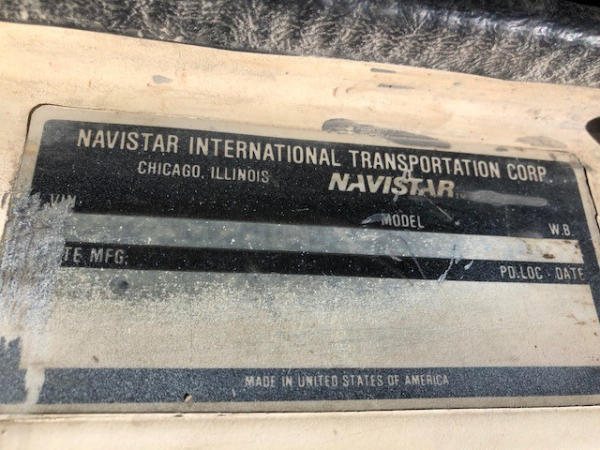 NAVISTAR INTERNATIONAL TRANSPORTATION CORP.
CHICAGO, ILLINOIS NAVISTAR
VIN MODEL W.B.
TE MFG. PD.LOC - DATE
MADE IN UNITED STATES OF AMERICA